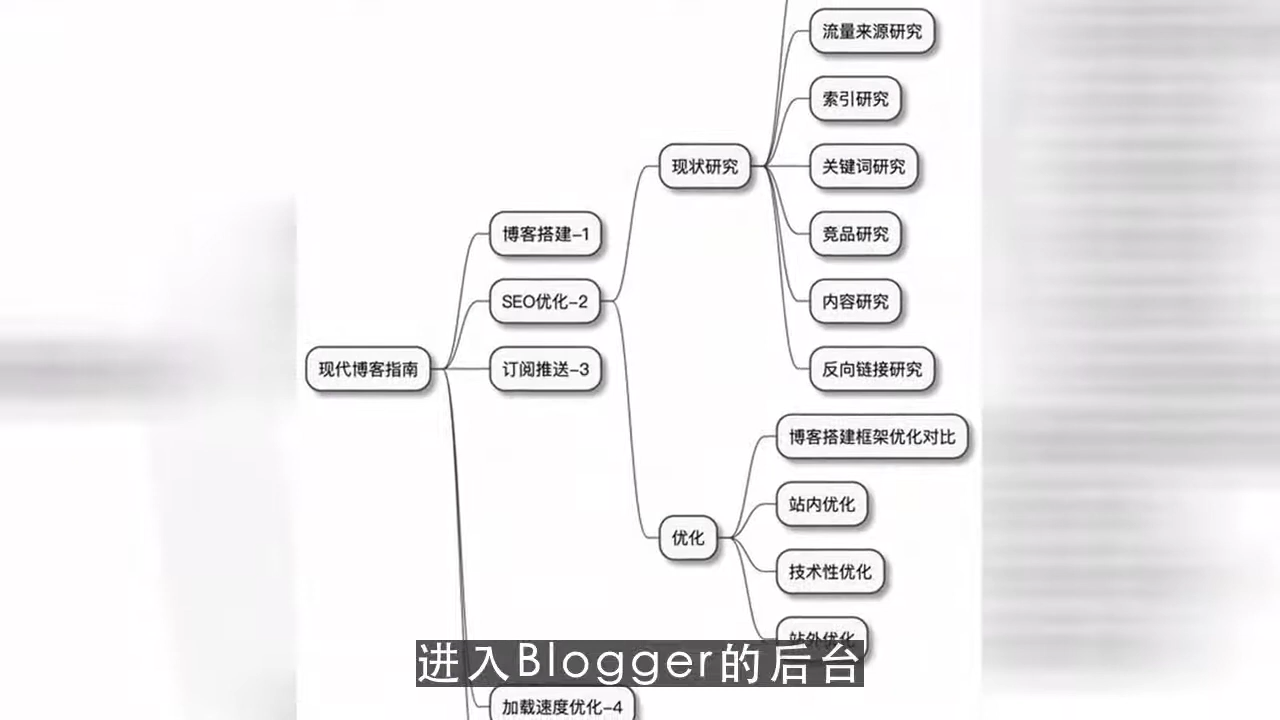 流量来源研究
索引研究
关键词研究
现状研究
竞品研究
博客搭建-1
内容研究
SEO优化-2
反向链接研究
订阅推送-3
现代博客指南
博客搭建框架优化对比
站内优化
优化
技术性优化
站外优化
进入Blogger的后台
加载速度优化-4